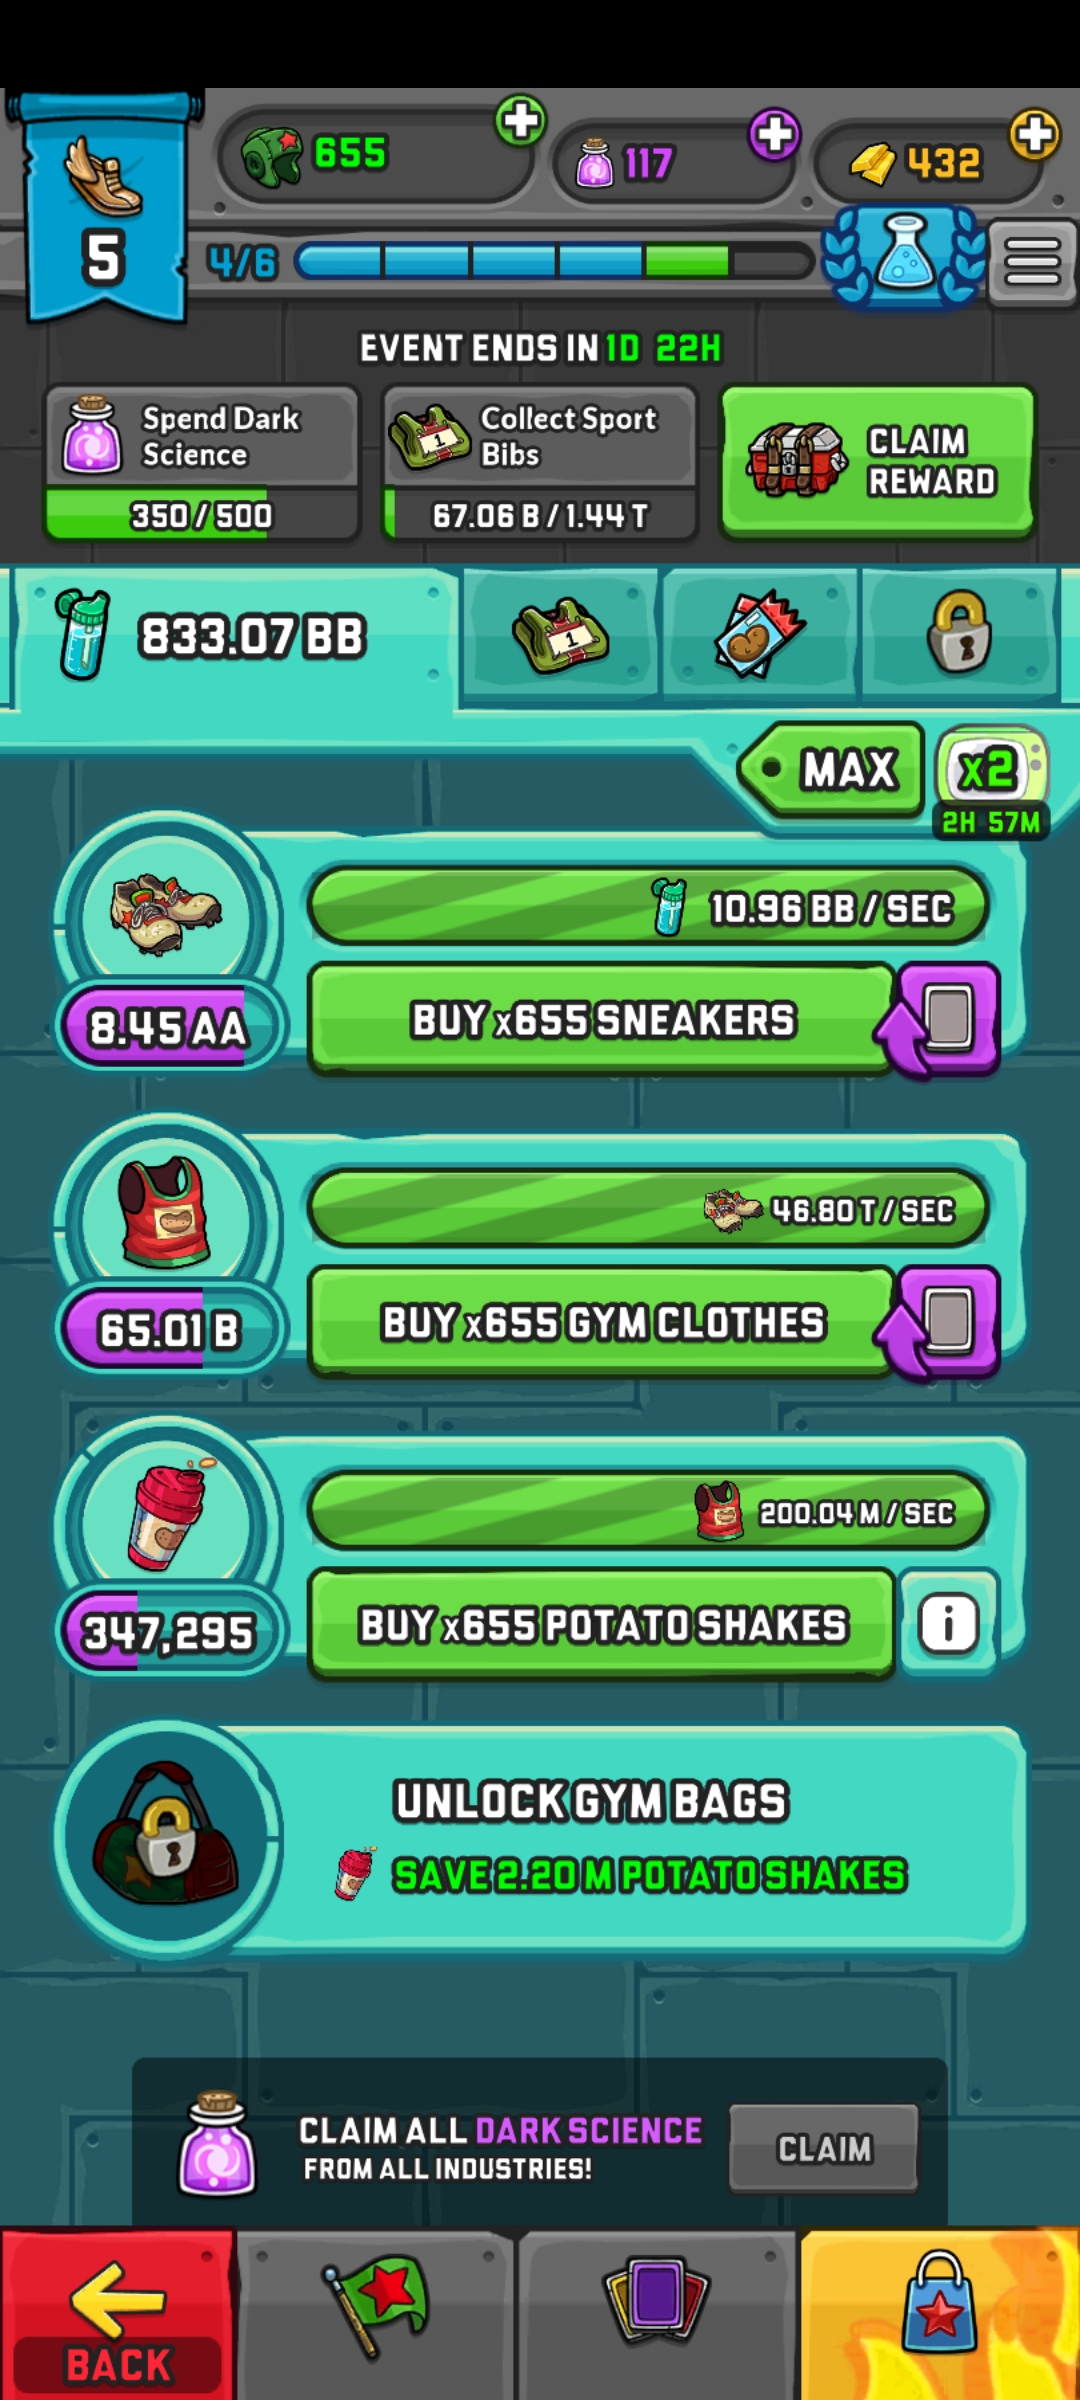 655
117
432
5
4/6
EVENT ENDS IN 1D 22H
Spend Dark
Science
350/500
Collect Sport
Bibs
67.06 B/1.44 T
CLAIM
REWARD
833.07 BB
1
MAX
x2
2H 57M
10.96 BB/SEC
8.45 AA
BUY x655 SNEAKERS
46.80 T/SEC
65.01 B
BUY x655 GYM CLOTHES
200.04 M/SEC
347,295
BUY x655 POTATO SHAKES
i
UNLOCK GYM BAGS
SAVE 2.20 M POTATO SHAKES
CLAIM ALL DARK SCIENCE
FROM ALL INDUSTRIES!
CLAIM
BACK